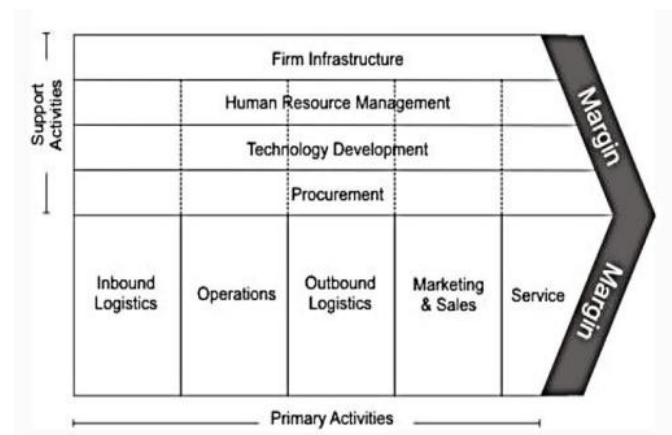 Support
Activities
Firm Infrastructure
Human Resource Management
Technology Development
Procurement
Inbound
Logistics
Operations
Outbound
Logistics
Marketing
& Sales
Service
Margin
Margin
Primary Activities